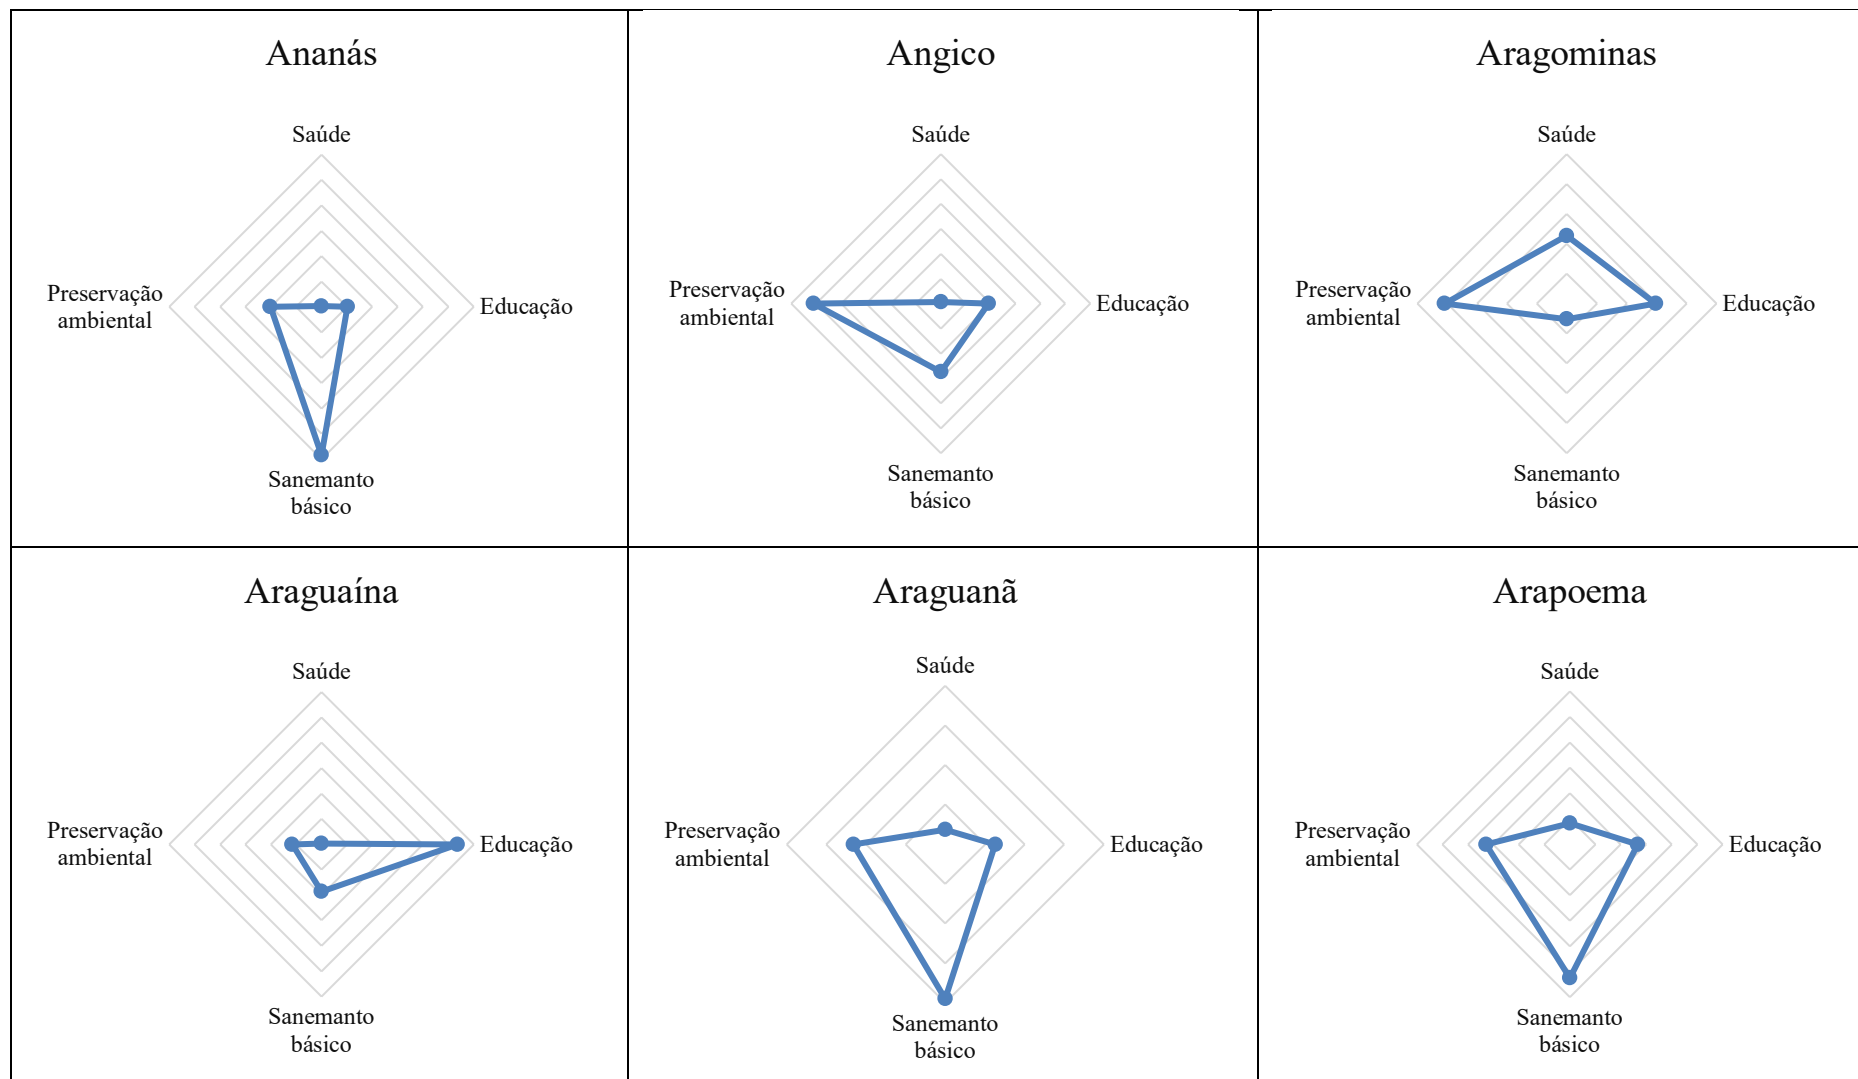 Ananás
Saúde
Preservação
ambiental
Educação
Sanemanto
básico
Angico
Saúde
Preservação
ambiental
Educação
Sanemanto
básico
Aragominas
Saúde
Preservação
ambiental
Educação
Sanemanto
básico
Araguaína
Saúde
Preservação
ambiental
Educação
Sanemanto
básico
Araguanã
Saúde
Preservação
ambiental
Educação
Sanemanto
básico
Arapoema
Saúde
Preservação
ambiental
Educação
Sanemanto
básico